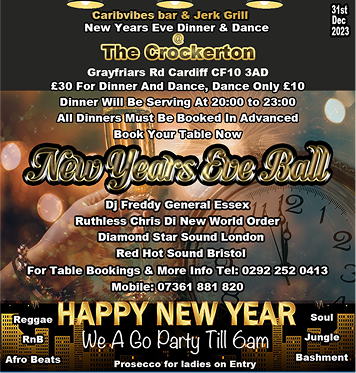 Caribvibes bar & Jerk Grill
New Years Eve Dinner & Dance
@
The Crockerton
31st
Dec
2023
Grayfriars Rd Cardiff CF10 3AD
£30 For Dinner And Dance, Dance Only £10
Dinner Will Be Serving At 20:00 to 23:00
All Dinners Must Be Booked In Advanced
Book Your Table Now
New Years Eve Ball
Dj Freddy General Essex
Ruthless Chris Di New World Order
Diamond Star Sound London
Red Hot Sound Bristol
For Table Bookings & More Info Tel: 0292 252 0413
Mobile: 07361 881 820
HAPPY NEW YEAR
We A Go Party Till 6am
Reggae
RnB
Afro Beats
Soul
Jungle
Bashment
Prosecco for ladies on Entry